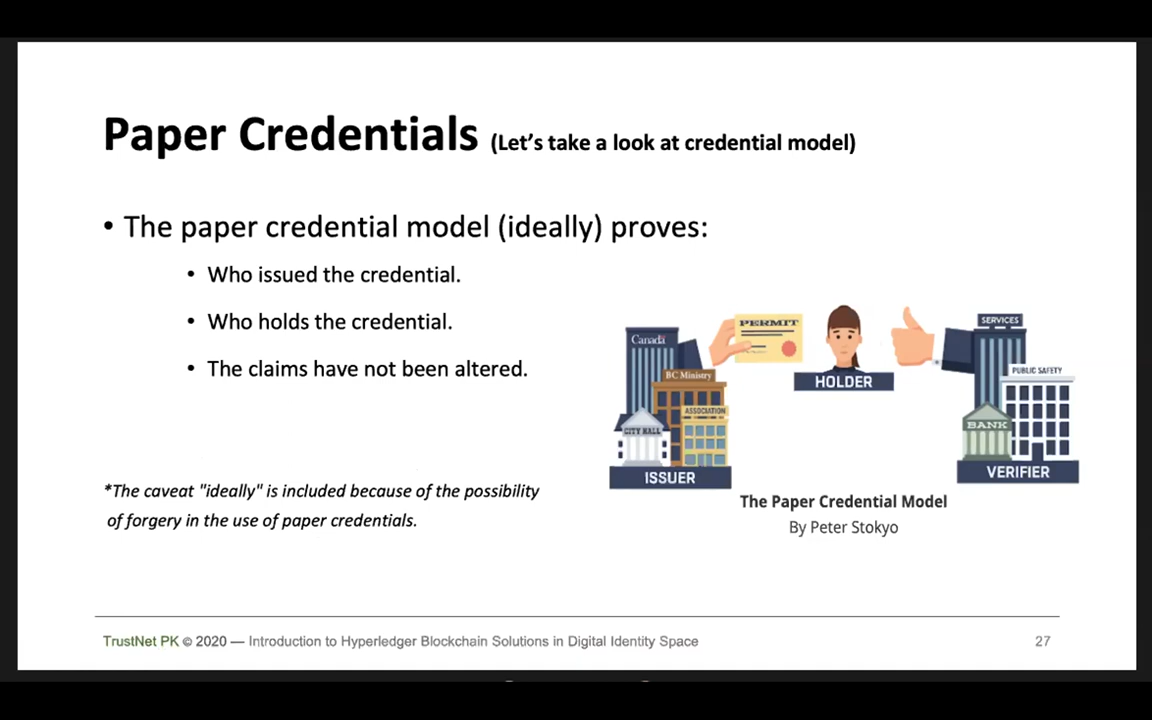 Paper Credentials (Let's take a look at credential model)
• The paper credential model (ideally) proves:
• Who issued the credential.
• Who holds the credential.
• The claims have not been altered.
*The caveat "ideally" is included because of the possibility
of forgery in the use of paper credentials.
Canada
BC Ministry
ASSOCIATION
CITY HALL
ISSUER
PERMIT
HOLDER
SERVICES
PUBLIC SAFETY
BANK
VERIFIER
The Paper Credential Model
By Peter Stokyo
TrustNet PK © 2020 — Introduction to Hyperledger Blockchain Solutions in Digital Identity Space
27